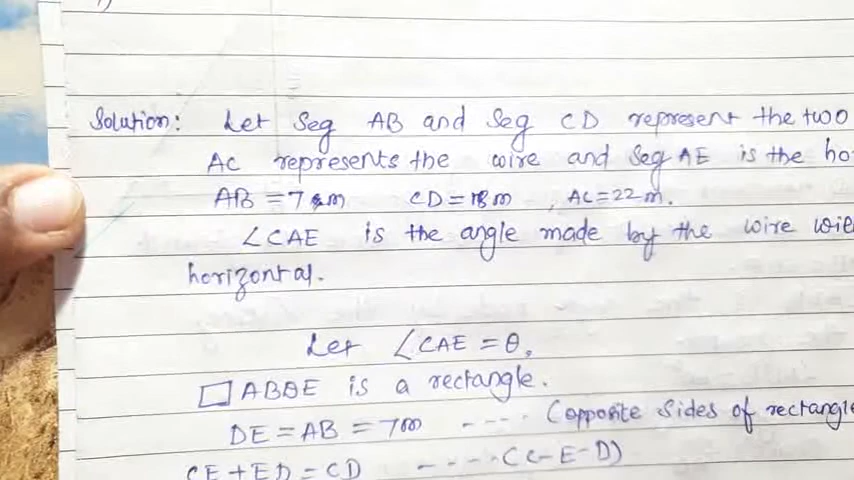 Solution: Let Seg AB and Seg CD represent the two
AC represents the wire and Seg AE is the ho
AB = 7 m CD = 18 m , AC = 22 m.
∠CAE is the angle made by the wire
horizontal.
Let ∠CAE = θ,
□ ABDE is a rectangle.
DE = AB = 7m ---- (opposite sides of rectangle
CE + ED = CD ---- (C-E-D)